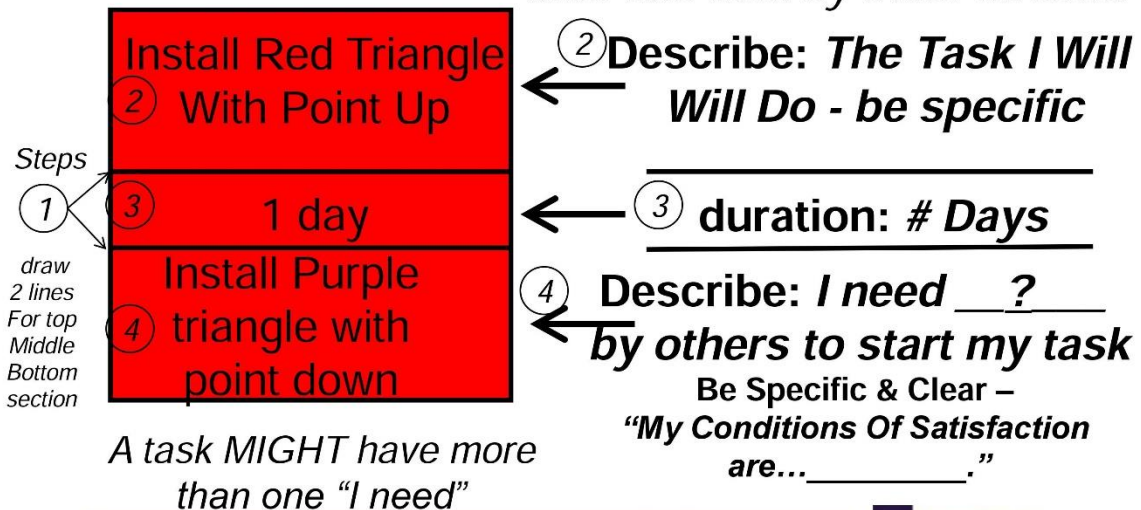 Install Red Triangle
2 With Point Up
2 Describe: The Task I Will
Will Do - be specific
Steps
1
3 1 day
3 duration: # Days
draw
2 lines
For top
Middle
Bottom
section
Install Purple
4 triangle with
point down
4 Describe: I need __?___
by others to start my task
Be Specific & Clear –
“My Conditions Of Satisfaction
are…_________.”
A task MIGHT have more
than one “I need”